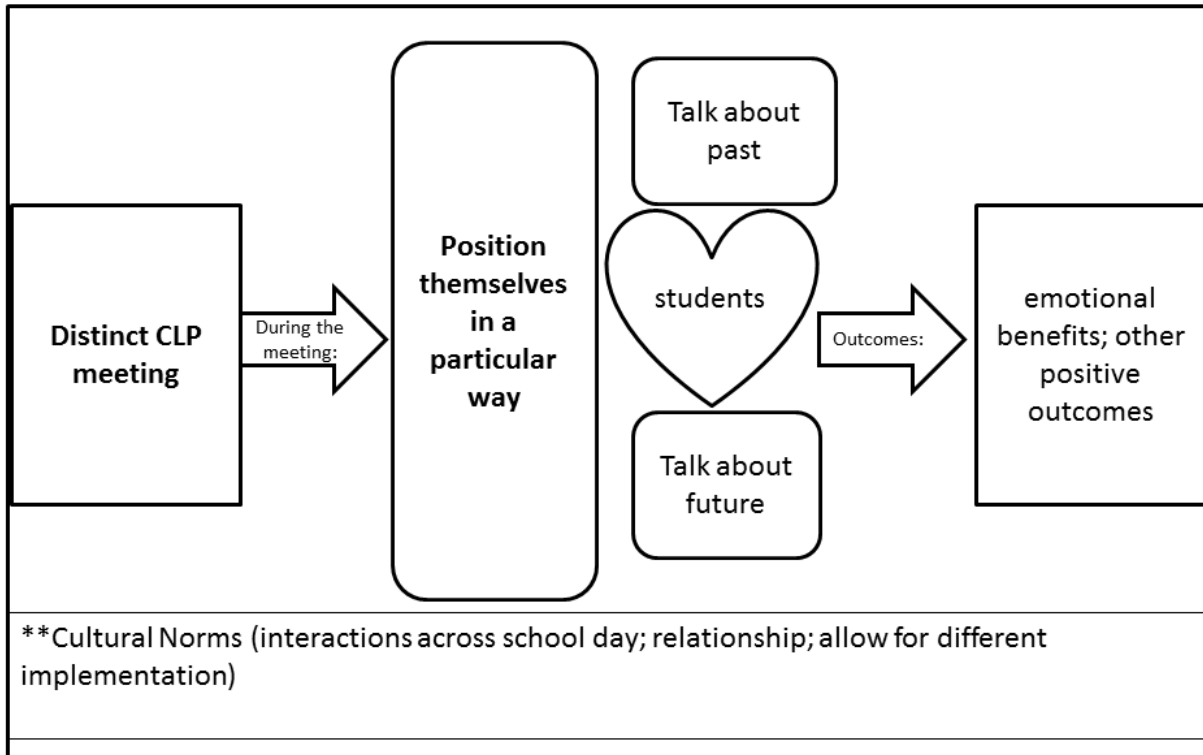 Distinct CLP
meeting
During the
meeting:
Position
themselves
in a
particular
way
Talk about
past
students
Talk about
future
Outcomes:
emotional
benefits; other
positive
outcomes
**Cultural Norms (interactions across school day; relationship; allow for different
implementation)